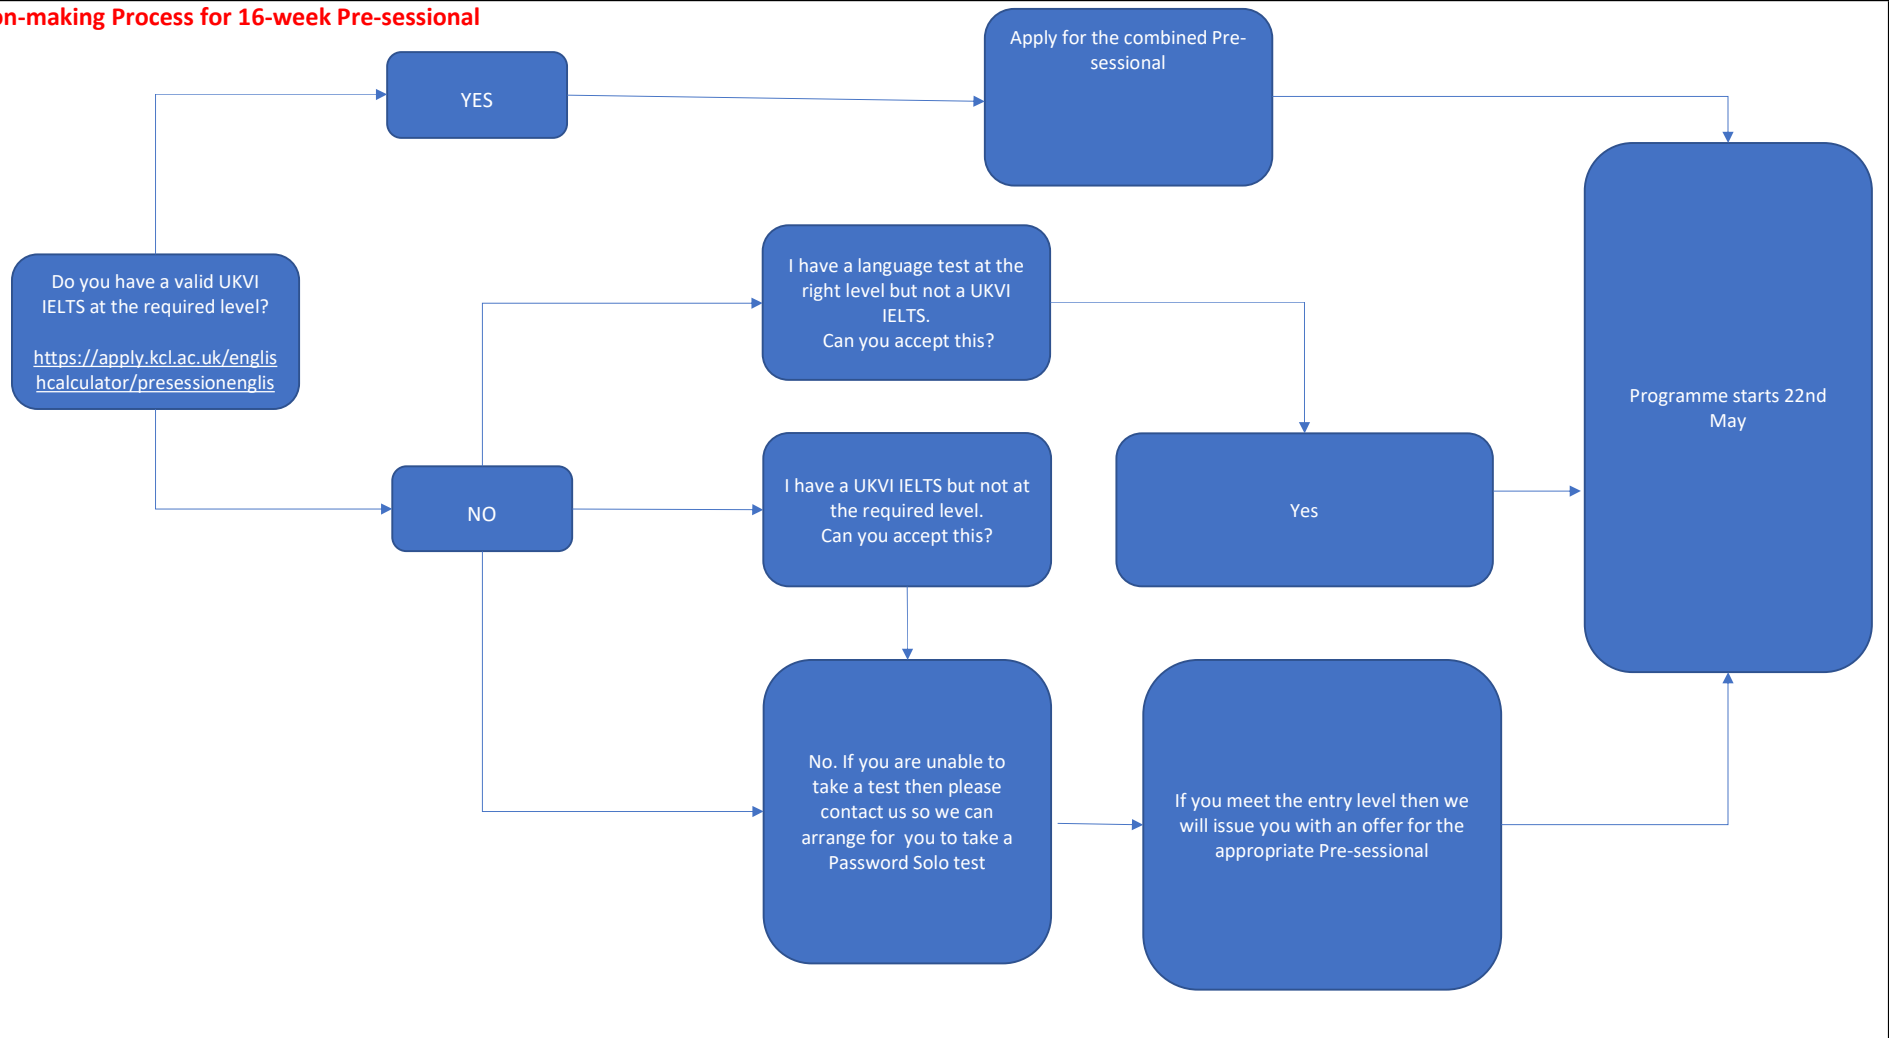 on-making Process for 16-week Pre-sessional
Apply for the combined Pre-
sessional
YES
Do you have a valid UKVI
IELTS at the required level?
https://apply.kcl.ac.uk/englis
hcalculator/presessionenglis
I have a language test at the
right level but not a UKVI
IELTS.
Can you accept this?
Programme starts 22nd
May
NO
I have a UKVI IELTS but not at
the required level.
Can you accept this?
Yes
No. If you are unable to
take a test then please
contact us so we can
arrange for  you to take a
Password Solo test
If you meet the entry level then we
will issue you with an offer for the
appropriate Pre-sessional